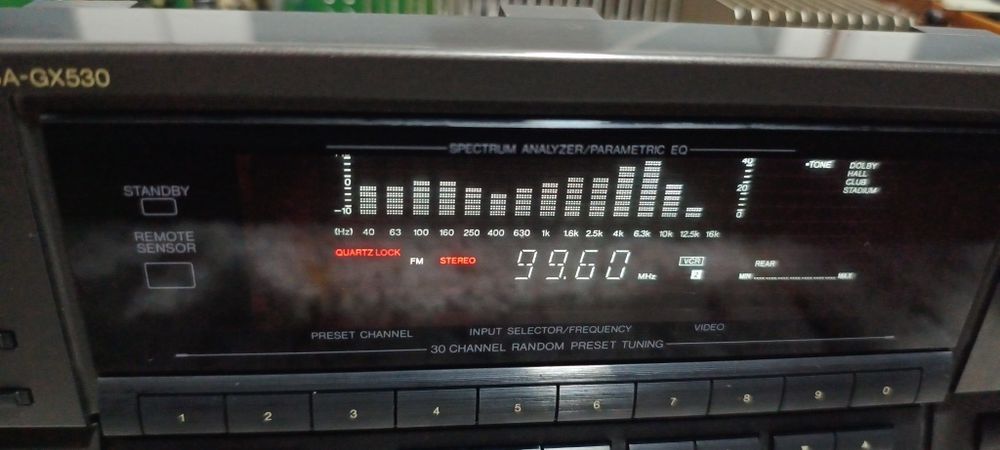 SA-GX530
SPECTRUM ANALYZER/PARAMETRIC EQ
STANDBY
REMOTE
SENSOR
-10
(Hz) 40 63 100 160 250 400 630 1k 1.6k 2.5k 4k 6.3k 10k 12.5k 16k
40
20
0
TONE
DOLBY
HALL
CLUB
STADIUM
QUARTZ LOCK
FM
STEREO
99.60
MHz
VCR
2
REAR
MIN
MAX
PRESET CHANNEL
INPUT SELECTOR/FREQUENCY
VIDEO
30 CHANNEL RANDOM PRESET TUNING
1 2 3 4 5 6 7 8 9 0